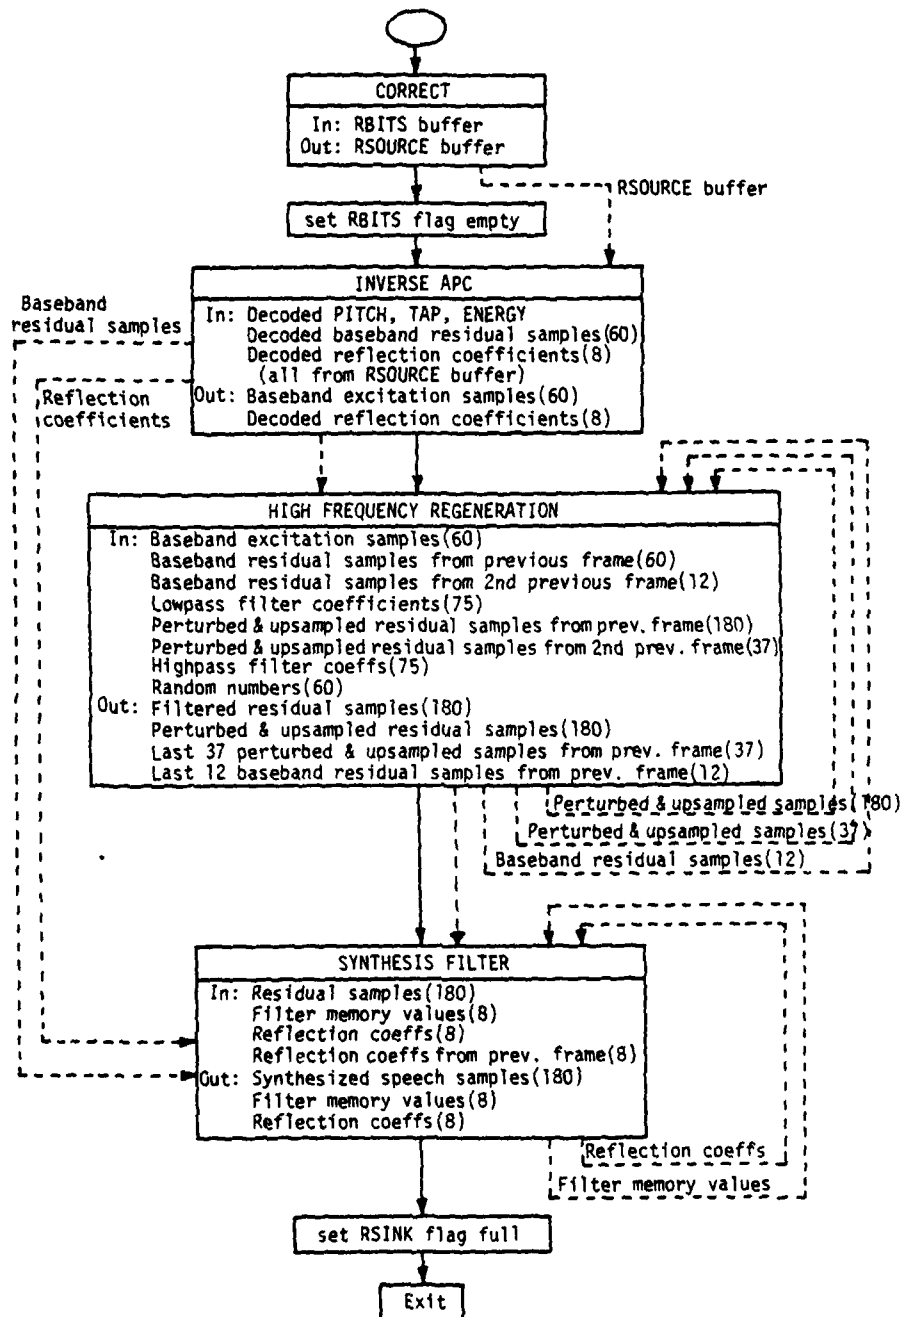 CORRECT
In: RBITS buffer
Out: RSOURCE buffer
RSOURCE buffer
set RBITS flag empty
INVERSE APC
In: Decoded PITCH, TAP, ENERGY
Decoded baseband residual samples(60)
Decoded reflection coefficients(8)
(all from RSOURCE buffer)
Out: Baseband excitation samples(60)
Decoded reflection coefficients(8)
Baseband
residual samples
Reflection
coefficients
HIGH FREQUENCY REGENERATION
In: Baseband excitation samples(60)
Baseband residual samples from previous frame(60)
Baseband residual samples from 2nd previous frame(12)
Lowpass filter coefficients(75)
Perturbed & upsampled residual samples from prev. frame(180)
Perturbed & upsampled residual samples from 2nd prev. frame(37)
Highpass filter coeffs(75)
Random numbers(60)
Out: Filtered residual samples(180)
Perturbed & upsampled residual samples(180)
Last 37 perturbed & upsampled samples from prev. frame(37)
Last 12 baseband residual samples from prev. frame(12)
Perturbed & upsampled samples(180)
Perturbed & upsampled samples(37)
Baseband residual samples(12)
SYNTHESIS FILTER
In: Residual samples(180)
Filter memory values(8)
Reflection coeffs(8)
Reflection coeffs from prev. frame(8)
Out: Synthesized speech samples(180)
Filter memory values(8)
Reflection coeffs(8)
Reflection coeffs
Filter memory values
set RSINK flag full
Exit